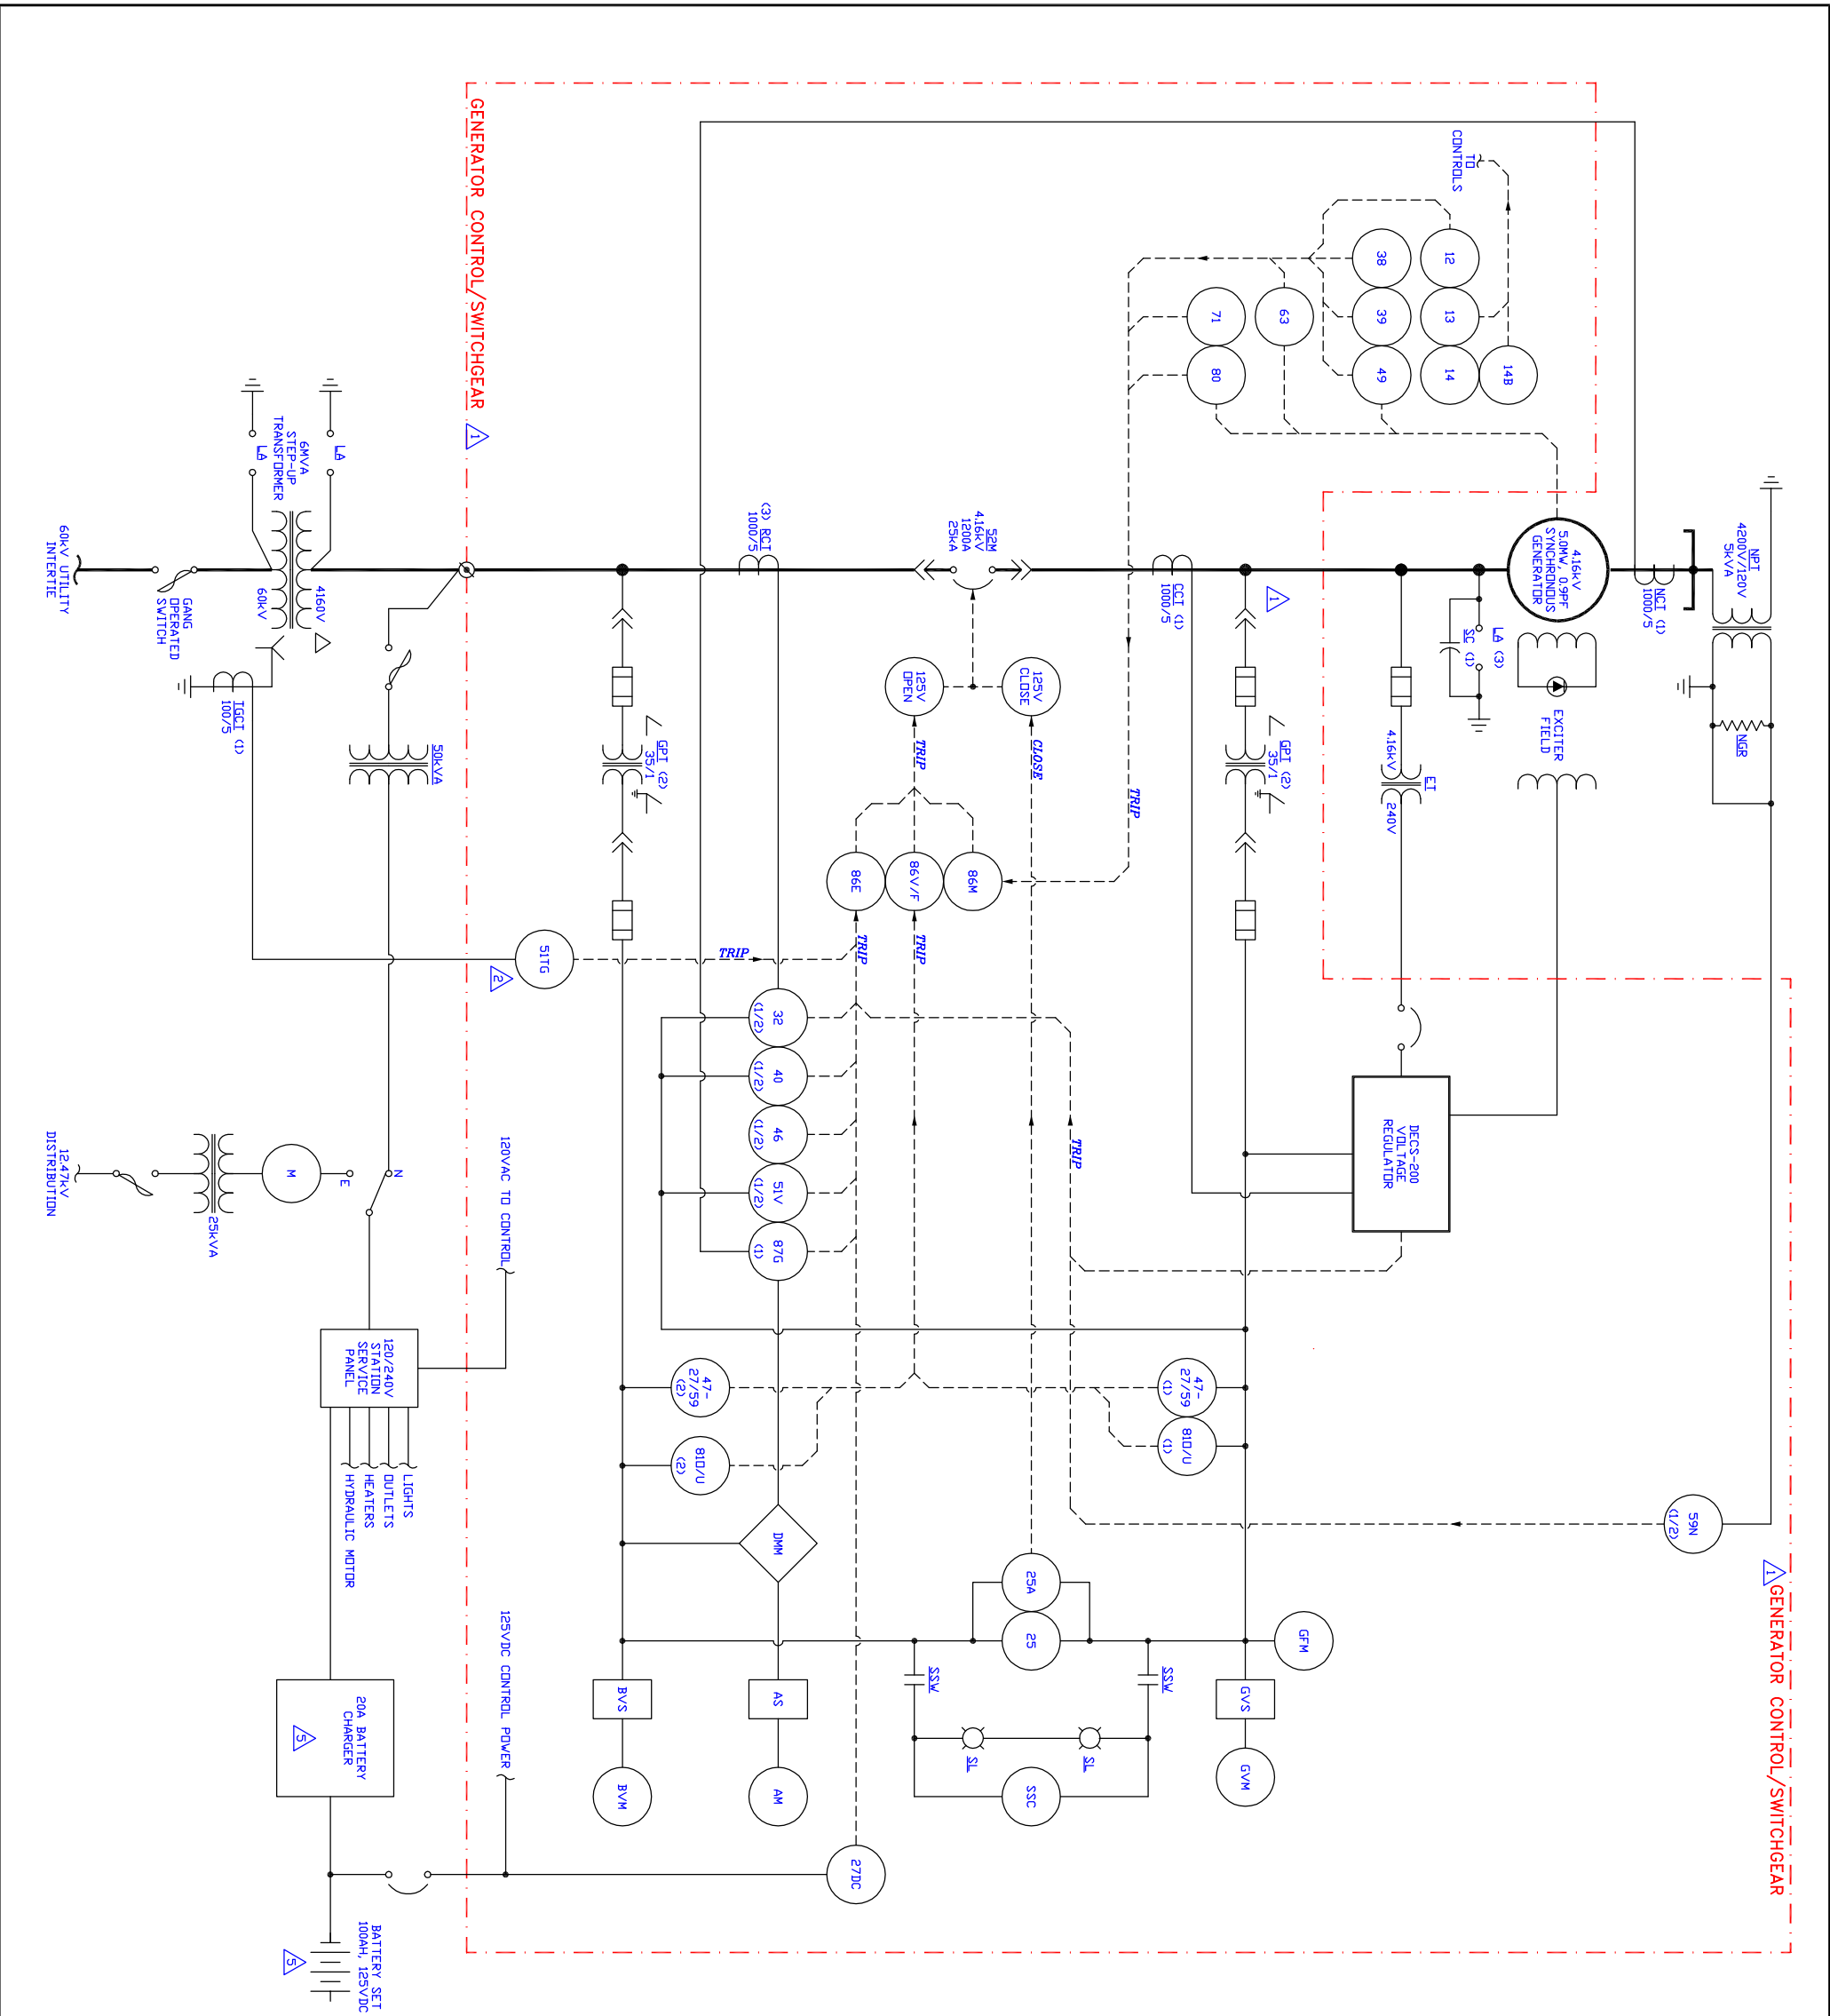 GENERATOR CONTROL/SWITCHGEAR
1
NPT
4200V/120V
5kVA
NGR
NCT (1)
1000/5
59N
(1/2)
1
GENERATOR CONTROL/SWITCHGEAR
4.16kV
5.0MW, 0.9PF
SYNCHRONOUS
GENERATOR
EXCITER
FIELD
LA (3)
SC (1)
ET
4.16kV
240V
DECS-200
VOLTAGE
REGULATOR
TO
CONTROLS
12
13
14
14B
38
39
49
63
71
80
1
GPT (2)
35/1
CCT (1)
1000/5
TRIP
TRIP
47-
27/59
(1)
81O/U
(1)
GFM
GVS
GVM
SSW
SL
52M
4.16kV
1200A
25kA
125V
CLOSE
125V
OPEN
CLOSE
TRIP
86M
86V/F
86E
TRIP
TRIP
25A
25
SSC
SSW
SL
27DC
(3) RCT
1000/5
TRIP
32
(1/2)
40
(1/2)
46
(1/2)
51V
(1/2)
87G
(1)
DMM
AS
AM
GPT (2)
35/1
47-
27/59
(2)
81O/U
(2)
BVS
BVM
51TG
2
120VAC TO CONTROL
125VDC CONTROL POWER
50kVA
N
E
M
25kVA
12.47kV
DISTRIBUTION
120/240V
STATION
SERVICE
PANEL
LIGHTS
OUTLETS
HEATERS
HYDRAULIC MOTOR
20A BATTERY
CHARGER
5
BATTERY SET
100AH, 125VDC
5
LA
LA
6MVA
STEP-UP
TRANSFORMER
4160V
60kV
TGCT (1)
100/5
GANG
OPERATED
SWITCH
60kV UTILITY
INTERTIE